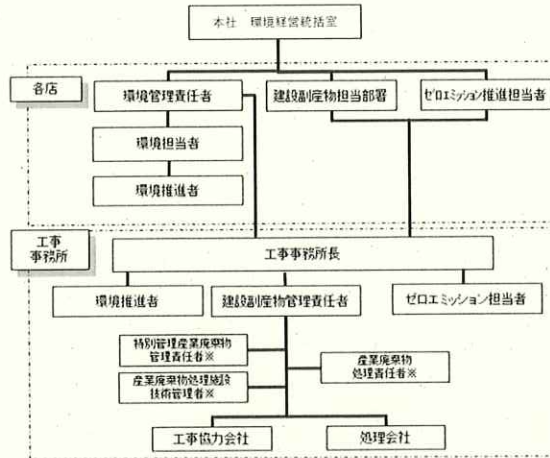 本社 環境経営統括室
各店
環境管理責任者
建設副産物担当部署
ゼロエミッション推進担当者
環境担当者
環境推進者
工事
事務所
工事事務所長
環境推進者
建設副産物管理責任者
ゼロエミッション担当者
特別管理産業廃棄物
管理責任者※
産業廃棄物
処理責任者※
産業廃棄物処理施設
技術管理者※
工事協力会社
処理会社